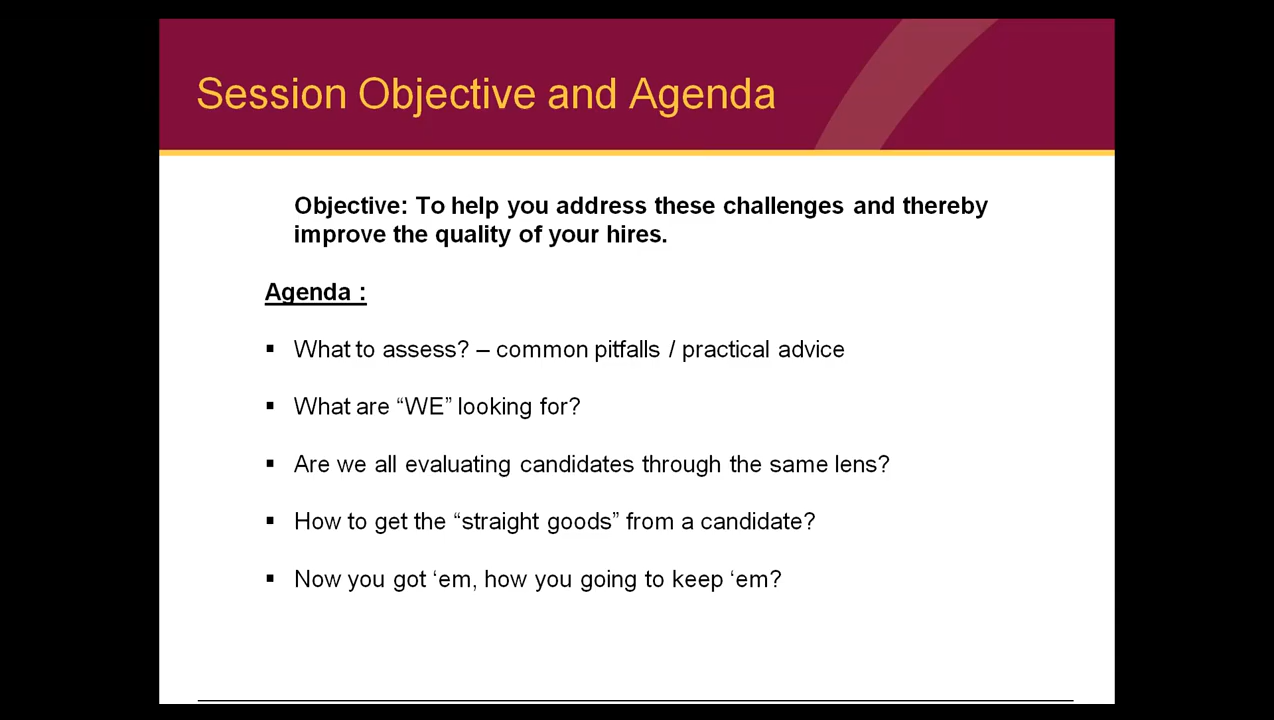 Session Objective and Agenda
Objective: To help you address these challenges and thereby
improve the quality of your hires.
Agenda :
▪ What to assess? – common pitfalls / practical advice
▪ What are “WE” looking for?
▪ Are we all evaluating candidates through the same lens?
▪ How to get the “straight goods” from a candidate?
▪ Now you got ‘em, how you going to keep ‘em?